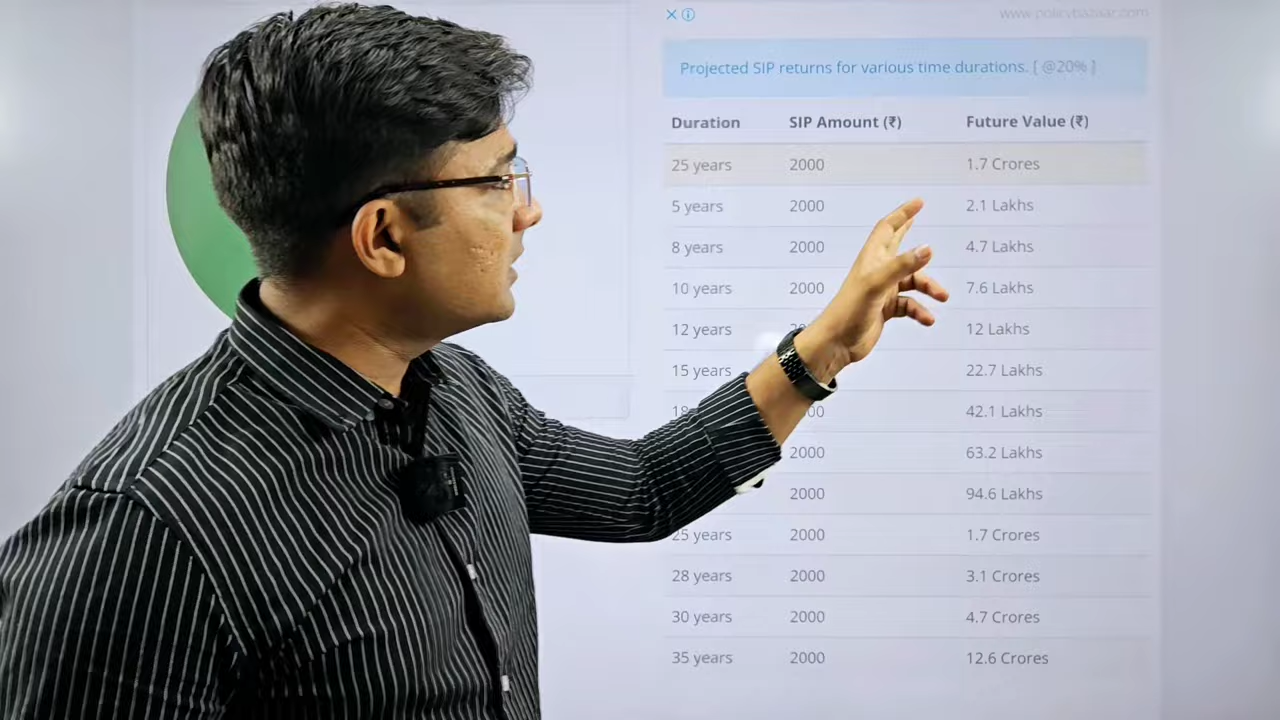 www.policybazaar.com
Projected SIP returns for various time durations. [ @20% ]
Duration SIP Amount (₹) Future Value (₹)
25 years 2000 1.7 Crores
5 years 2000 2.1 Lakhs
8 years 2000 4.7 Lakhs
10 years 2000 7.6 Lakhs
12 years 12 Lakhs
15 years 22.7 Lakhs
42.1 Lakhs
2000 63.2 Lakhs
2000 94.6 Lakhs
25 years 2000 1.7 Crores
28 years 2000 3.1 Crores
30 years 2000 4.7 Crores
35 years 2000 12.6 Crores